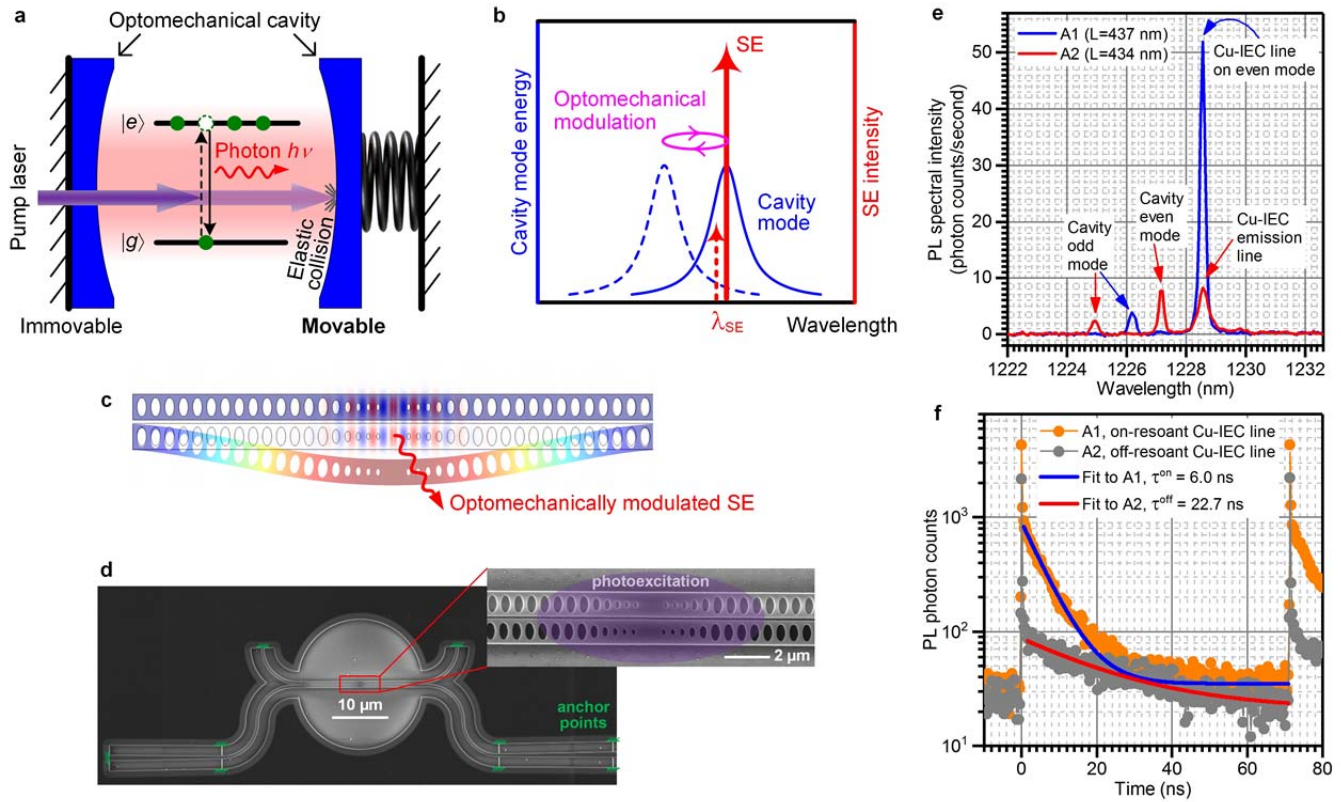 a
Optomechanical cavity
|e⟩
Photon hν
|g⟩
Pump laser
Elastic
collision
Immovable
Movable
b
SE
Optomechanical
modulation
Cavity
mode
λSE
Wavelength
Cavity mode energy
SE intensity
c
Optomechanically modulated SE
d
photoexcitation
2 μm
10 μm
anchor
points
e
A1 (L=437 nm)
A2 (L=434 nm)
Cu-IEC line
on even mode
Cavity
odd
mode
Cavity
even
mode
Cu-IEC
emission
line
PL spectral intensity
(photon counts/second)
50
40
30
20
10
0
1222 1224 1226 1228 1230 1232
Wavelength (nm)
f
A1, on-resoant Cu-IEC line
A2, off-resoant Cu-IEC line
Fit to A1, τon = 6.0 ns
Fit to A2, τoff = 22.7 ns
PL photon counts
10³
10²
10¹
0 20 40 60 80
Time (ns)